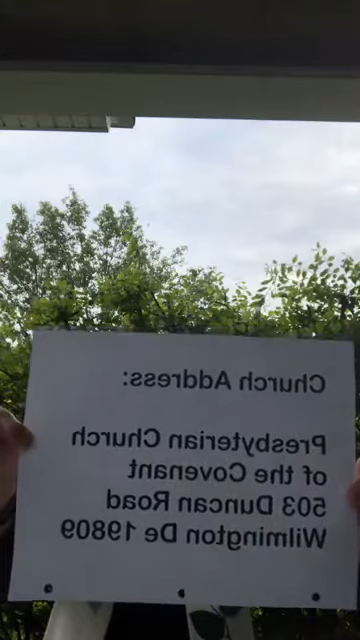 Church Address:
Presbyterian Church
of the Covenant
503 Duncan Road
Wilmington De 19809